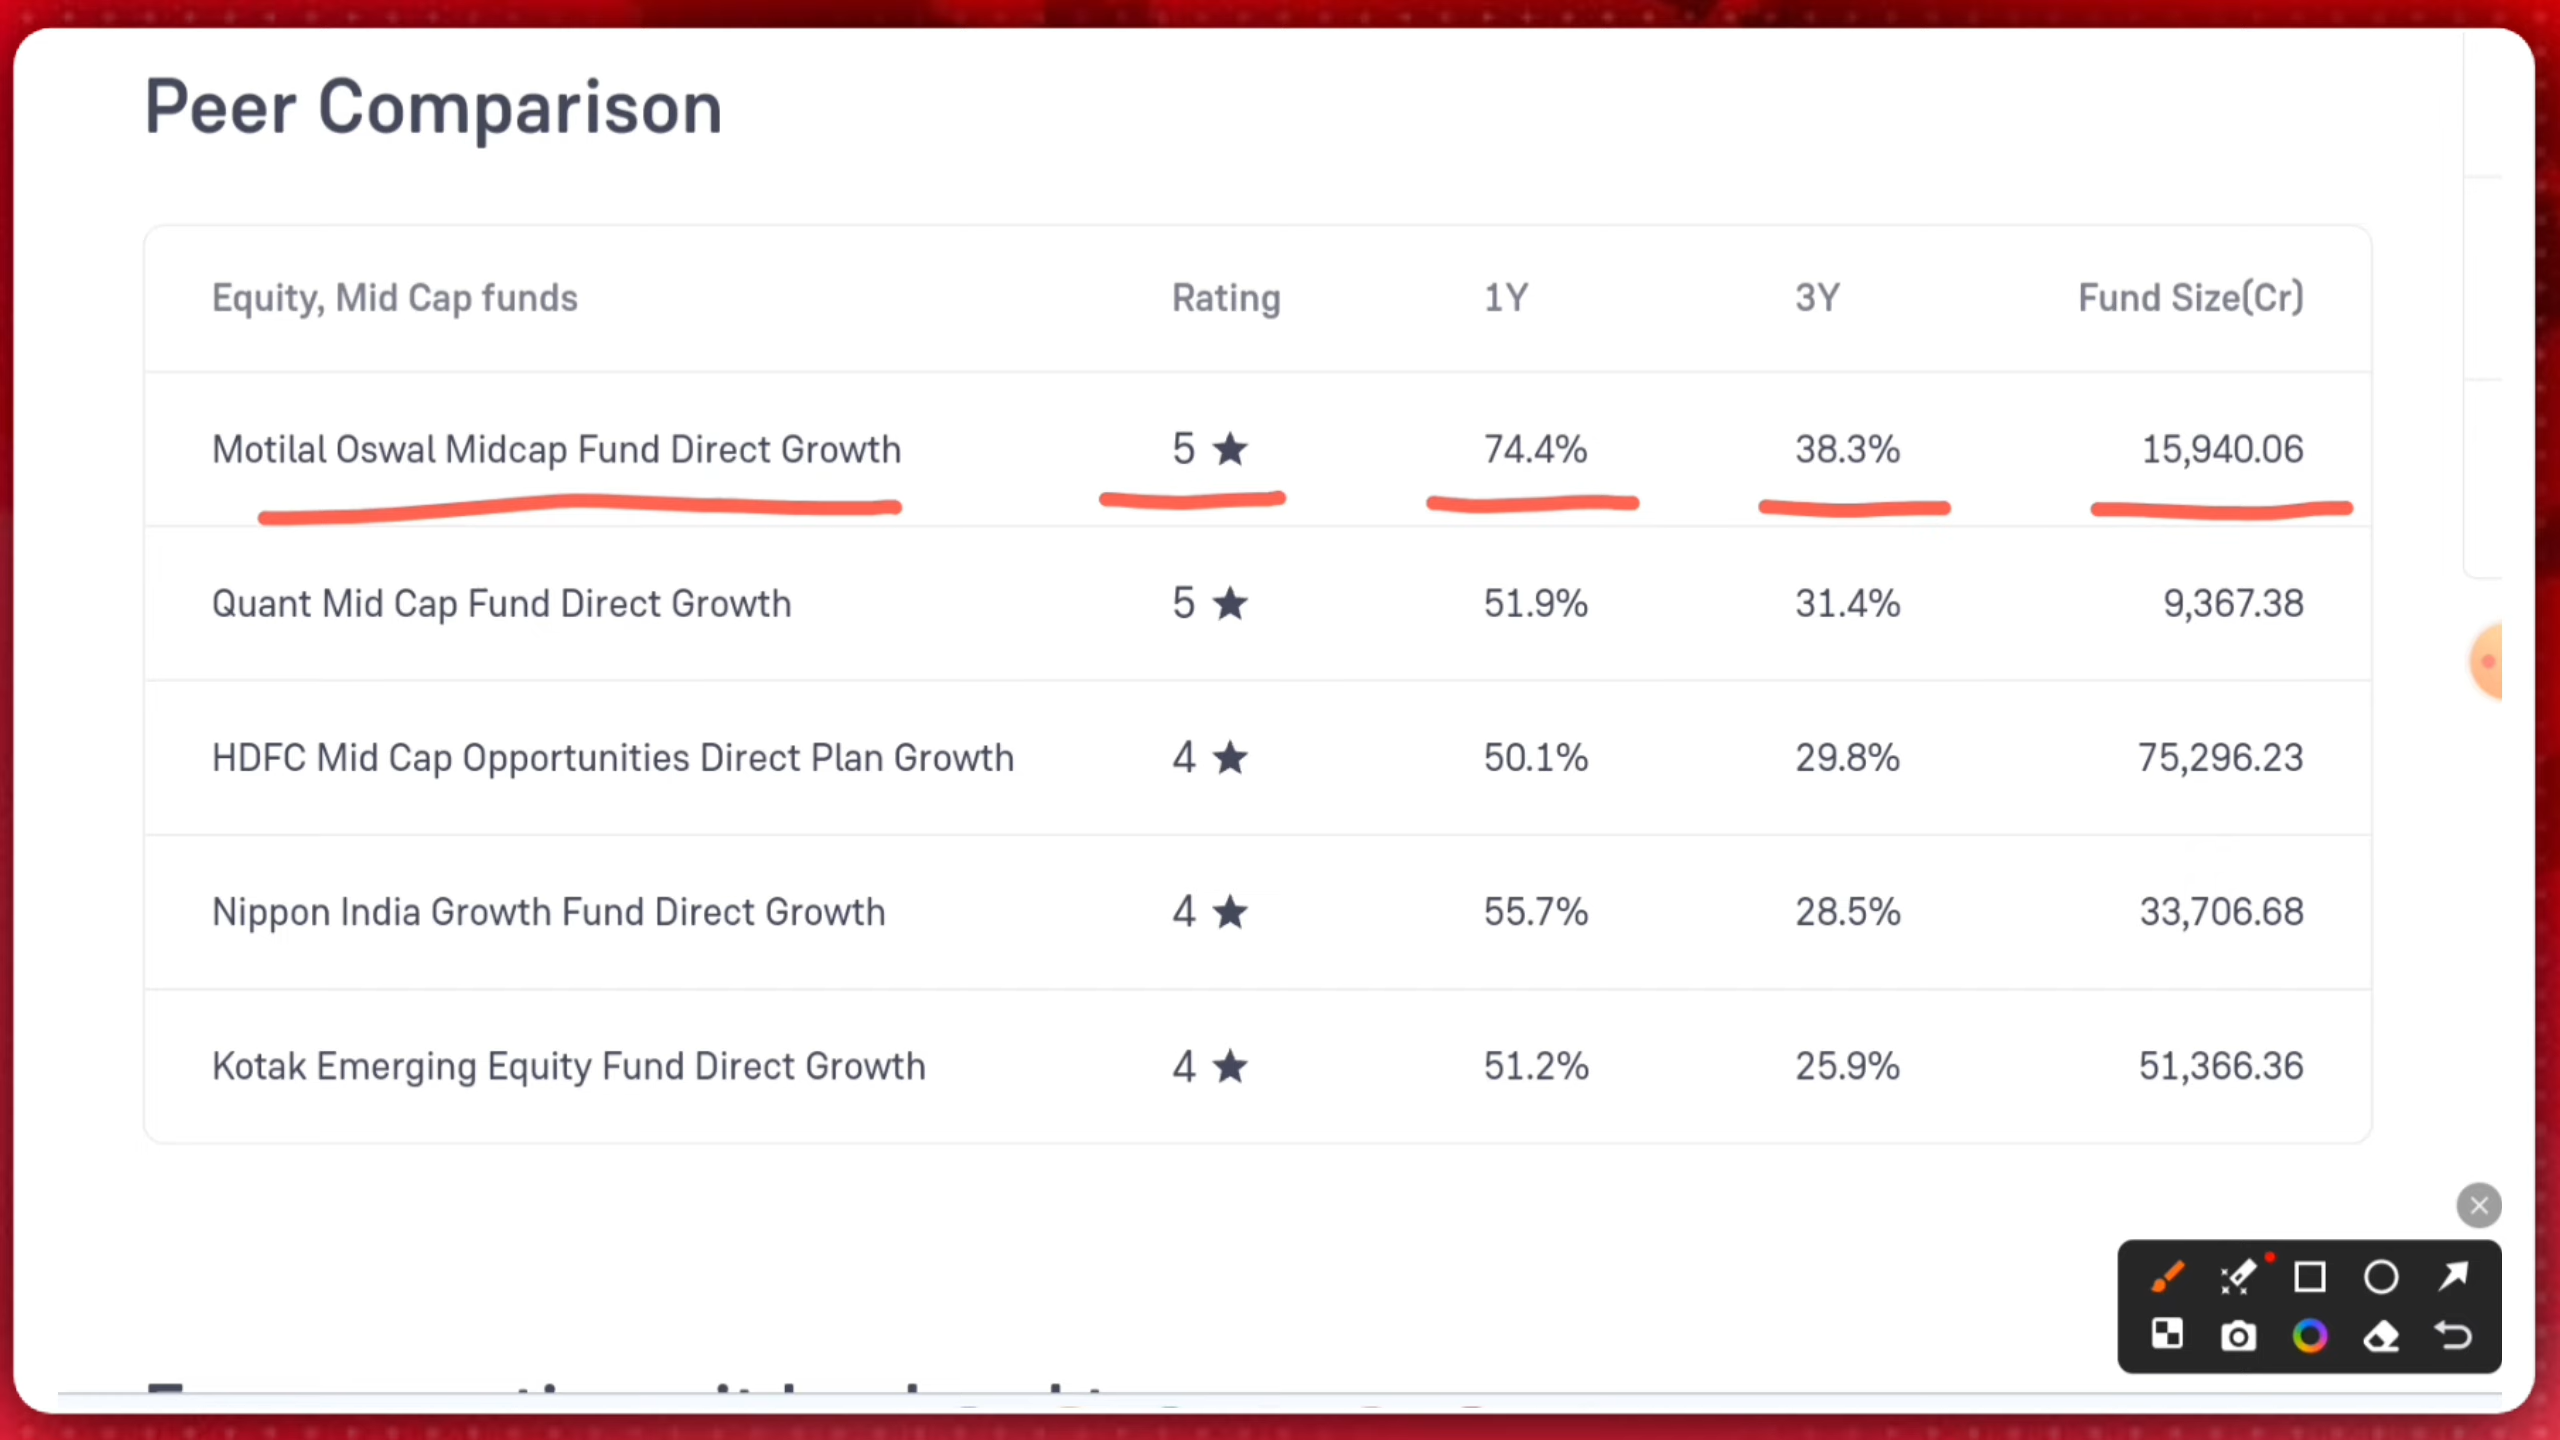 Peer Comparison
Equity, Mid Cap funds Rating 1Y 3Y Fund Size(Cr)
Motilal Oswal Midcap Fund Direct Growth 5 ★ 74.4% 38.3% 15,940.06
Quant Mid Cap Fund Direct Growth 5 ★ 51.9% 31.4% 9,367.38
HDFC Mid Cap Opportunities Direct Plan Growth 4 ★ 50.1% 29.8% 75,296.23
Nippon India Growth Fund Direct Growth 4 ★ 55.7% 28.5% 33,706.68
Kotak Emerging Equity Fund Direct Growth 4 ★ 51.2% 25.9% 51,366.36